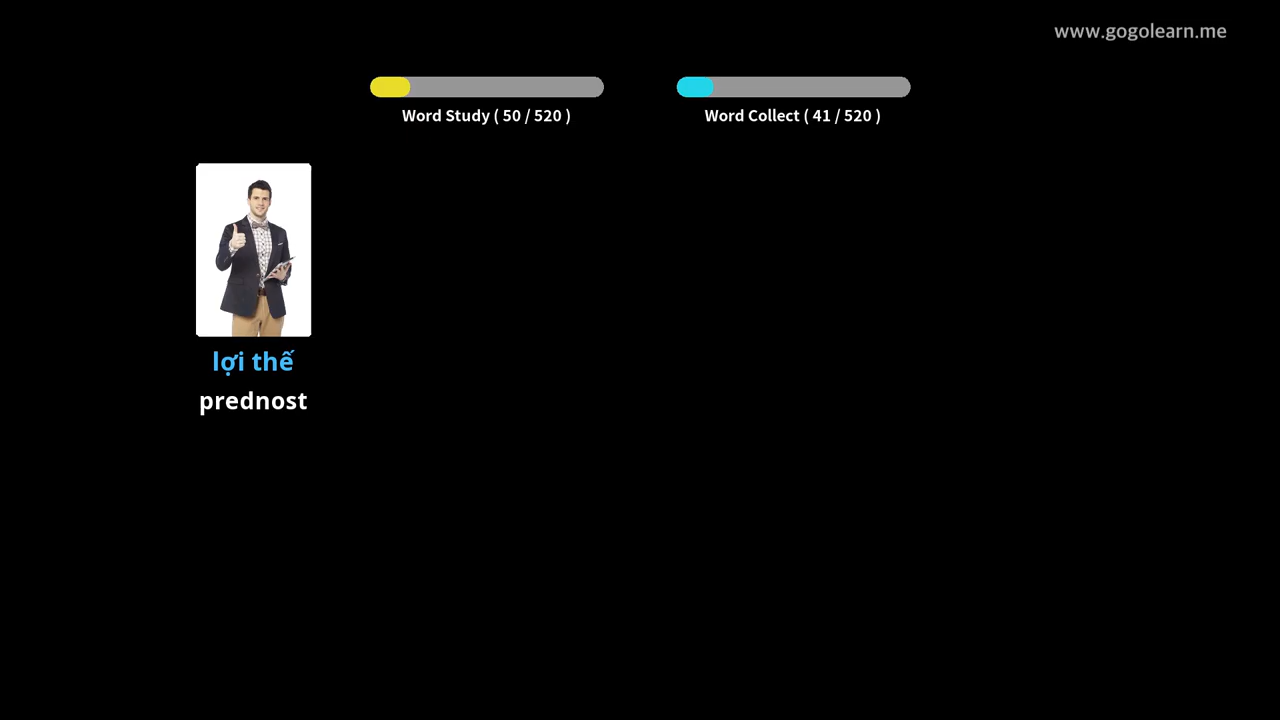 www.gogolearn.me
Word Study ( 50 / 520 )
Word Collect ( 41 / 520 )
lợi thế
prednost